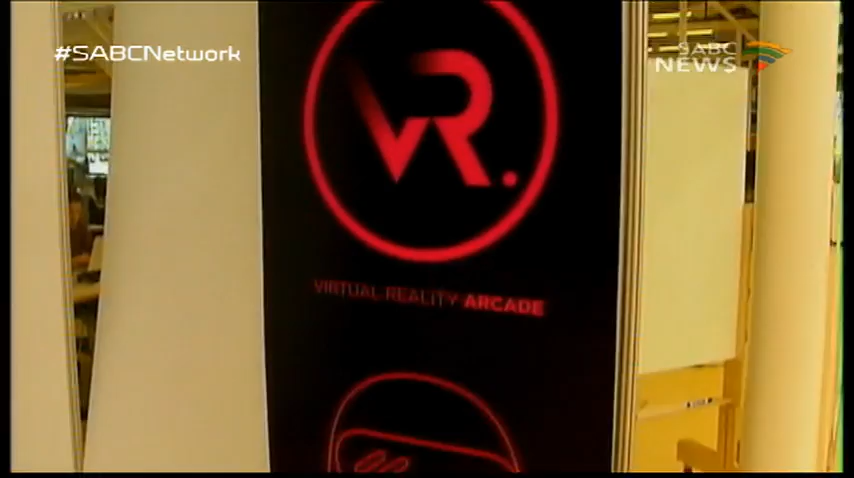 #SABCNetwork
SABC
NEWS
VR.
VIRTUAL REALITY ARCADE